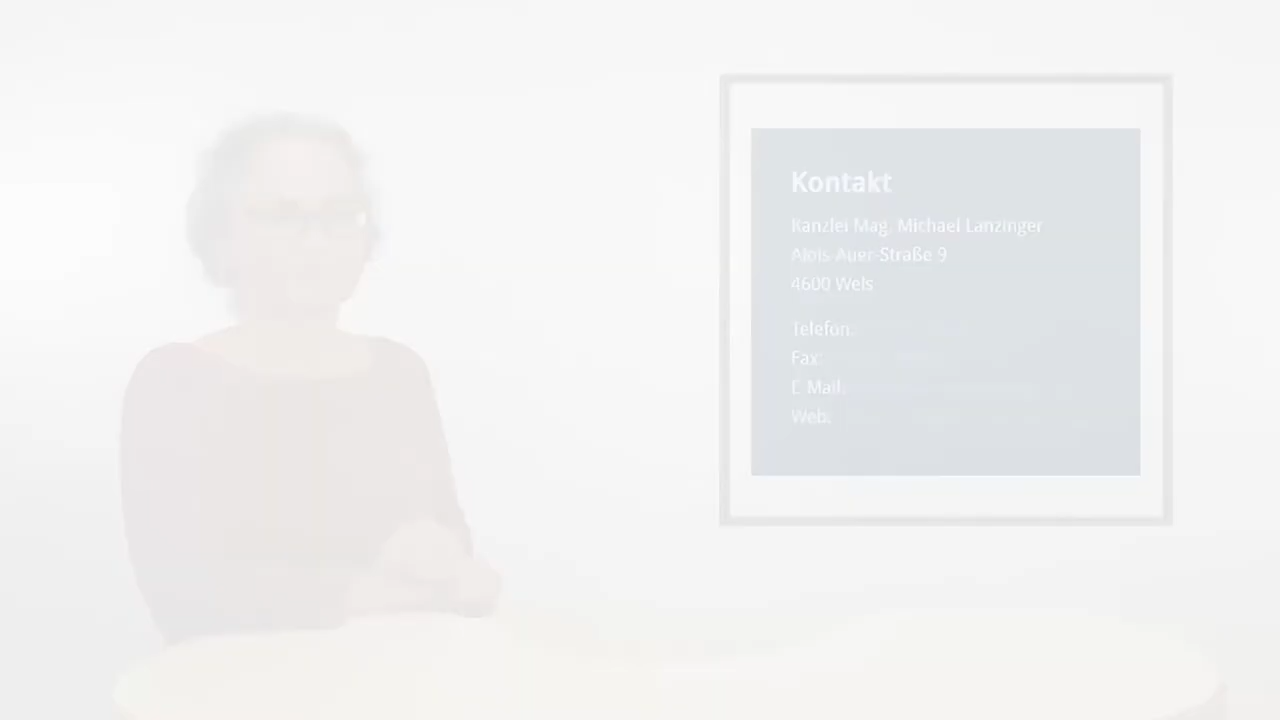 Kontakt
Kanzlei Mag. Michael Lanzinger
Alois-Auer-Straße 9
4600 Wels
Telefon:
Fax:
E-Mail:
Web: